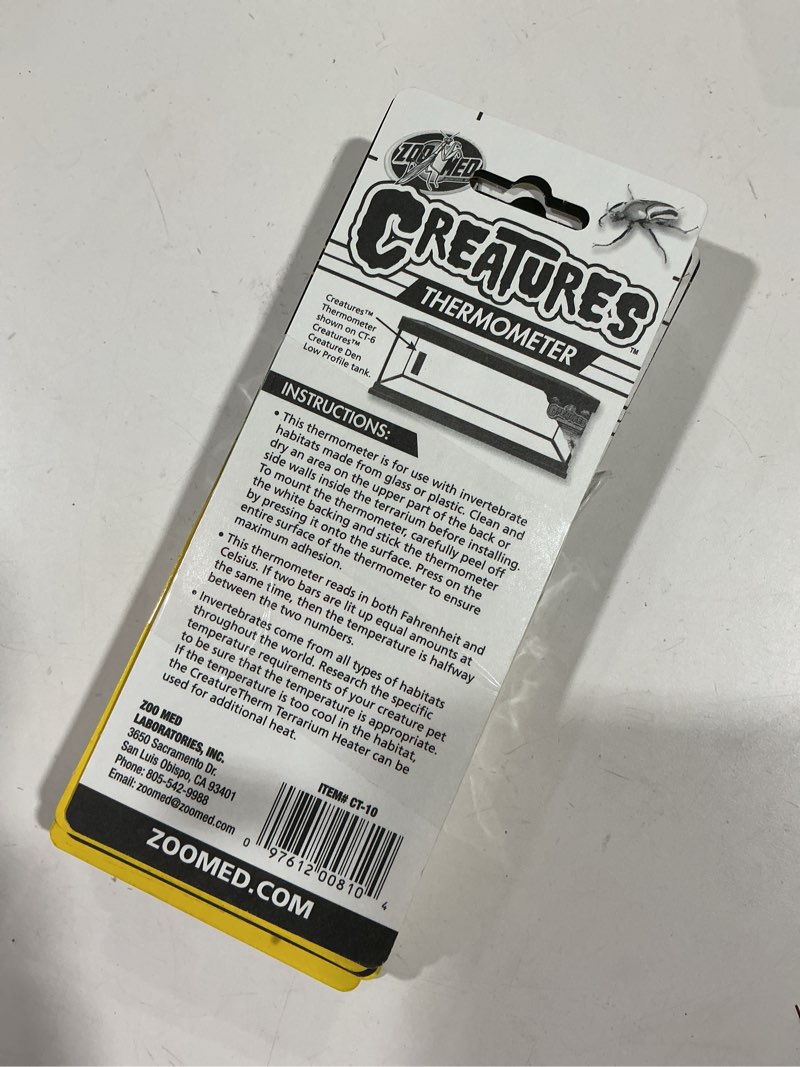 ZOO MED
CREATURES™
THERMOMETER
Creatures™
Thermometer
shown on CT-6
Creatures™
Creature Den
Low Profile tank.
INSTRUCTIONS:
• This thermometer is for use with invertebrate
habitats made from glass or plastic. Clean and
dry an area on the upper part of the back or
side walls inside the terrarium before installing.
To mount the thermometer, carefully peel off
the white backing and stick the thermometer
by pressing it onto the surface. Press on the
entire surface of the thermometer to ensure
maximum adhesion.
• This thermometer reads in both Fahrenheit and
Celsius. If two bars are lit up equal amounts at
the same time, then the temperature is halfway
between the two numbers.
• Invertebrates come from all types of habitats
throughout the world. Research the specific
temperature requirements of your creature pet
to be sure that the temperature is appropriate.
If the temperature is too cool in the habitat,
the CreatureTherm Terrarium Heater can be
used for additional heat.
ZOO MED
LABORATORIES, INC.
3650 Sacramento Dr.
San Luis Obispo, CA 93401
Phone: 805-542-9988
Email: zoomed@zoomed.com
ITEM# CT-10
0 97612 00810 4
ZOOMED.COM